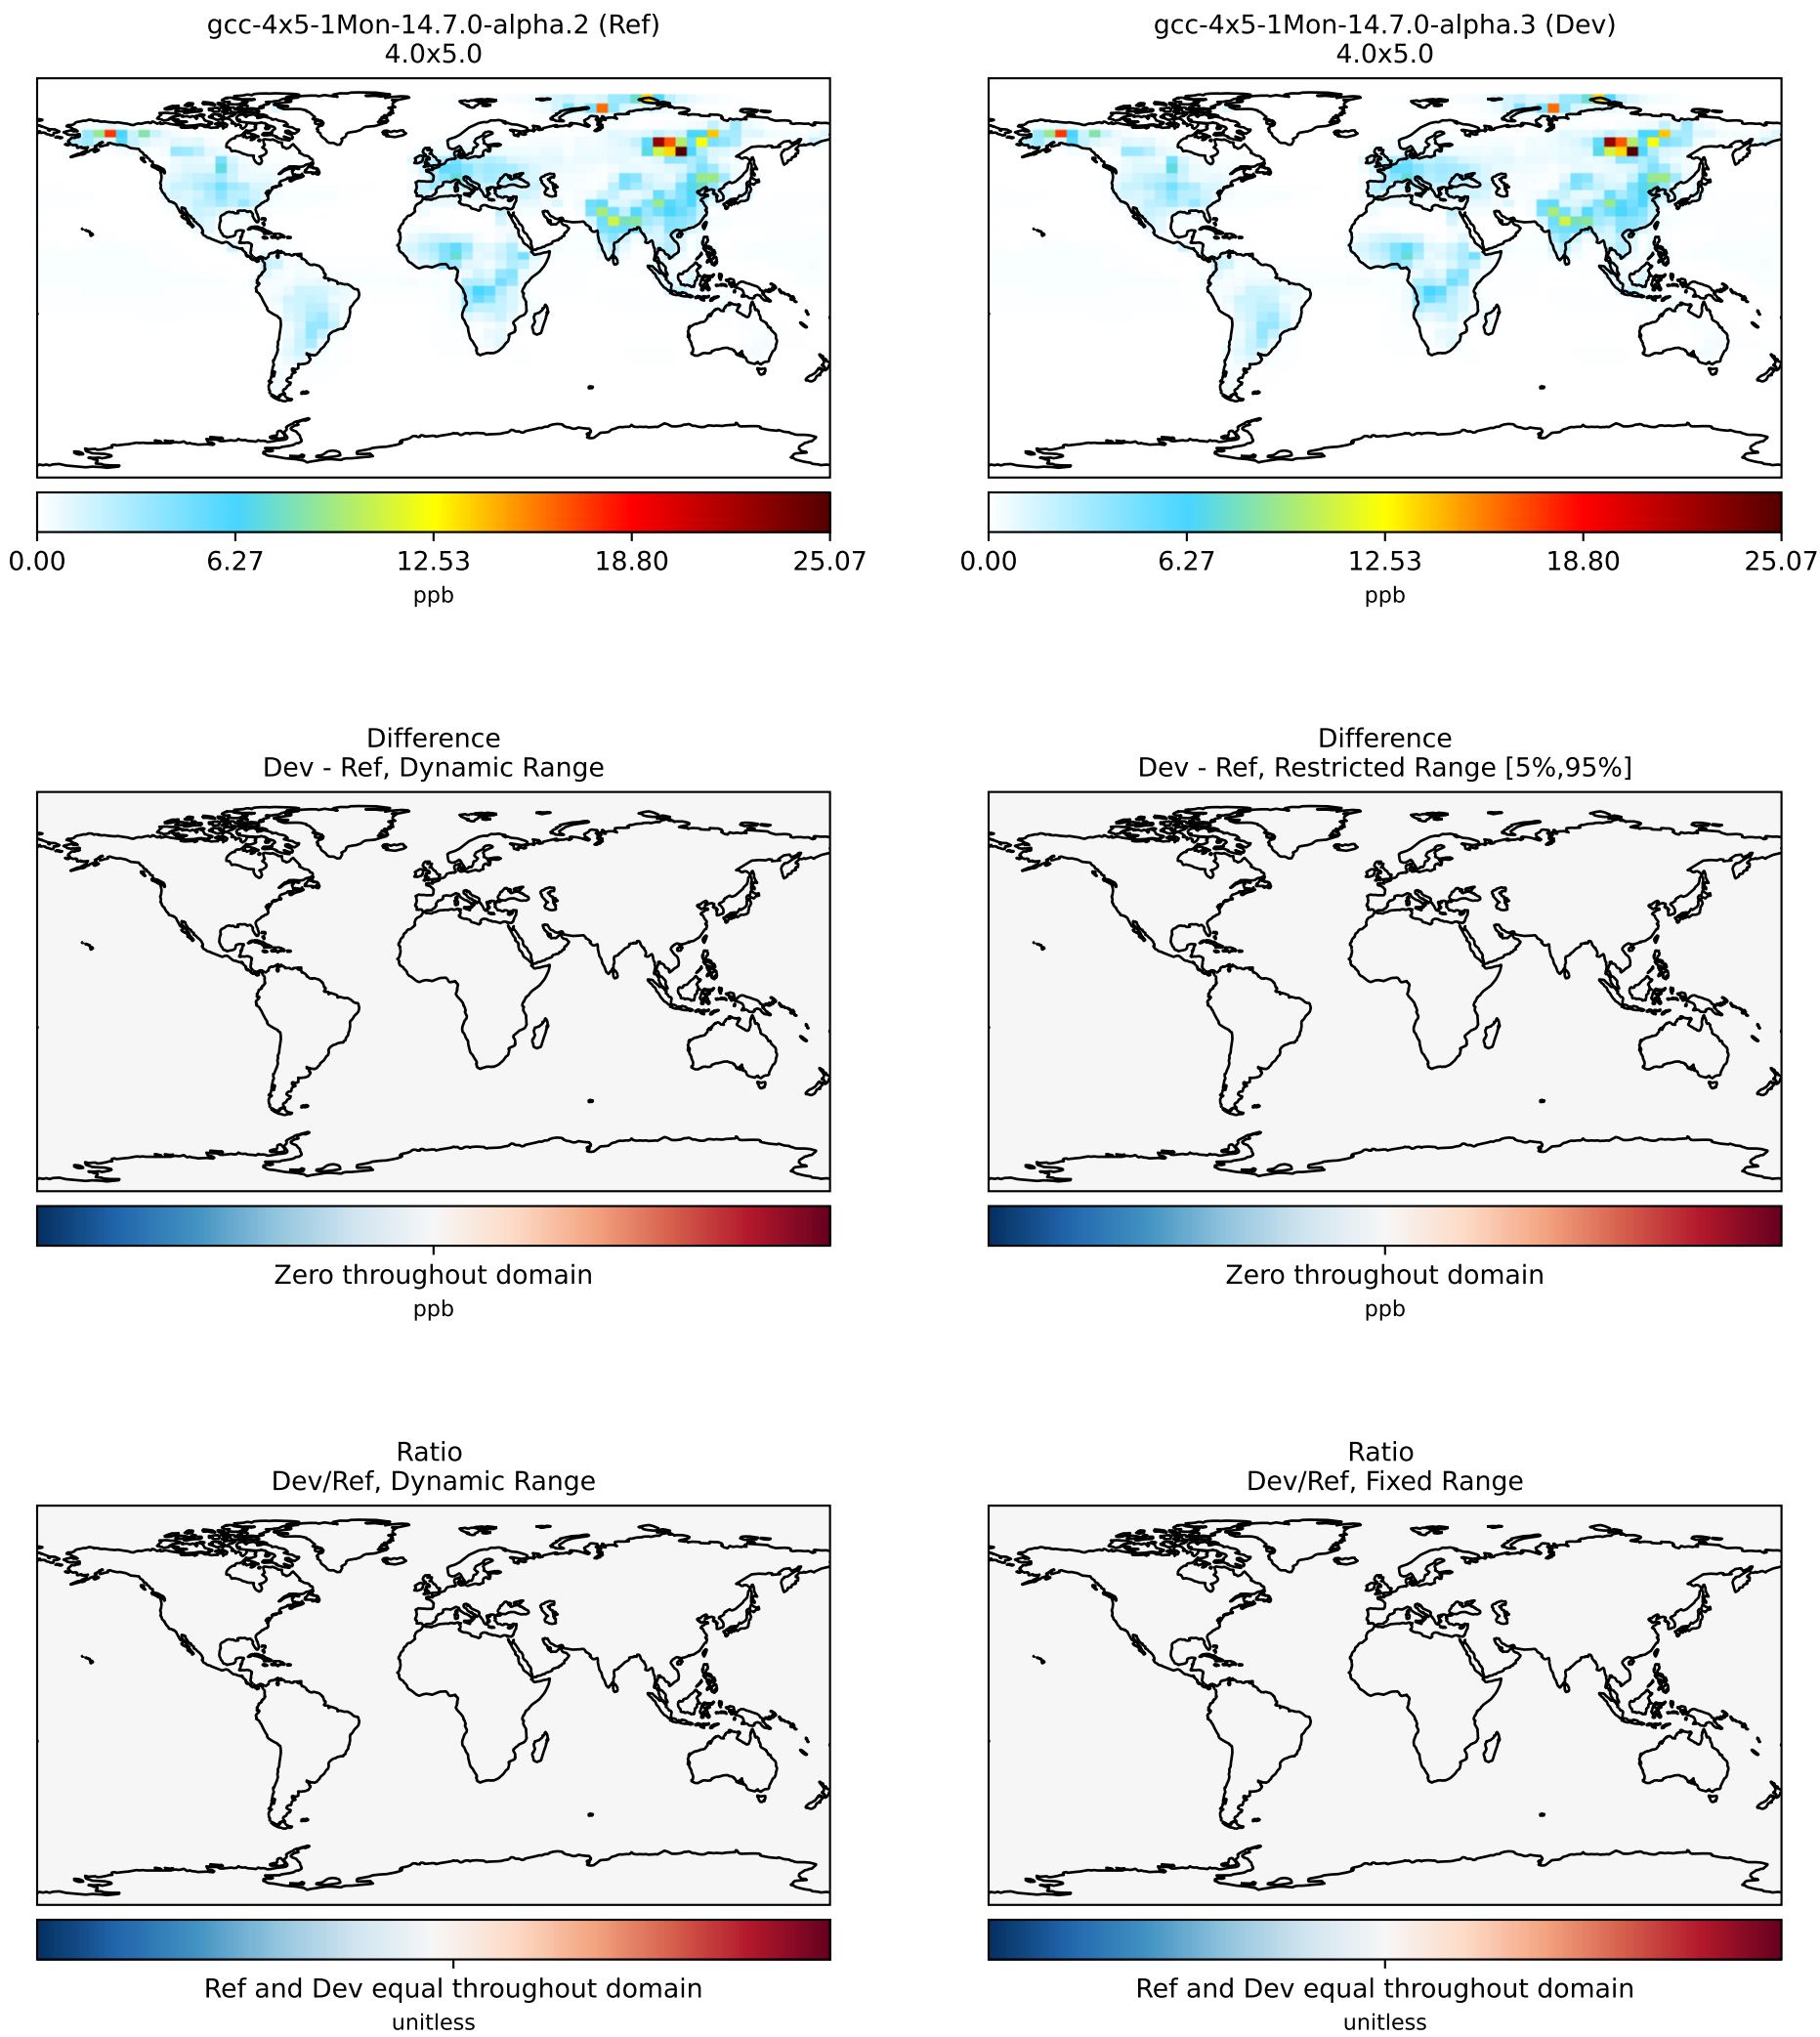 gcc-4x5-1Mon-14.7.0-alpha.2 (Ref)
4.0x5.0
gcc-4x5-1Mon-14.7.0-alpha.3 (Dev)
4.0x5.0
0.00 6.27 12.53 18.80 25.07
ppb
0.00 6.27 12.53 18.80 25.07
ppb
Difference
Dev - Ref, Dynamic Range
Difference
Dev - Ref, Restricted Range [5%,95%]
Zero throughout domain
ppb
Zero throughout domain
ppb
Ratio
Dev/Ref, Dynamic Range
Ratio
Dev/Ref, Fixed Range
Ref and Dev equal throughout domain
unitless
Ref and Dev equal throughout domain
unitless